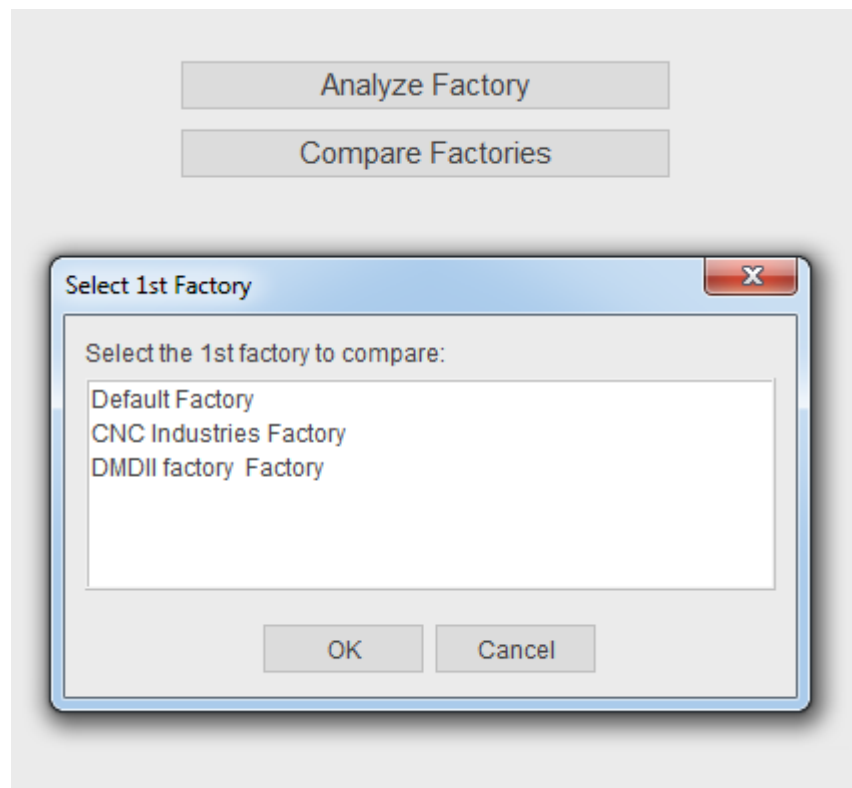 Analyze Factory
Compare Factories
Select 1st Factory
Select the 1st factory to compare:
Default Factory
CNC Industries Factory
DMDII factory  Factory
OK
Cancel